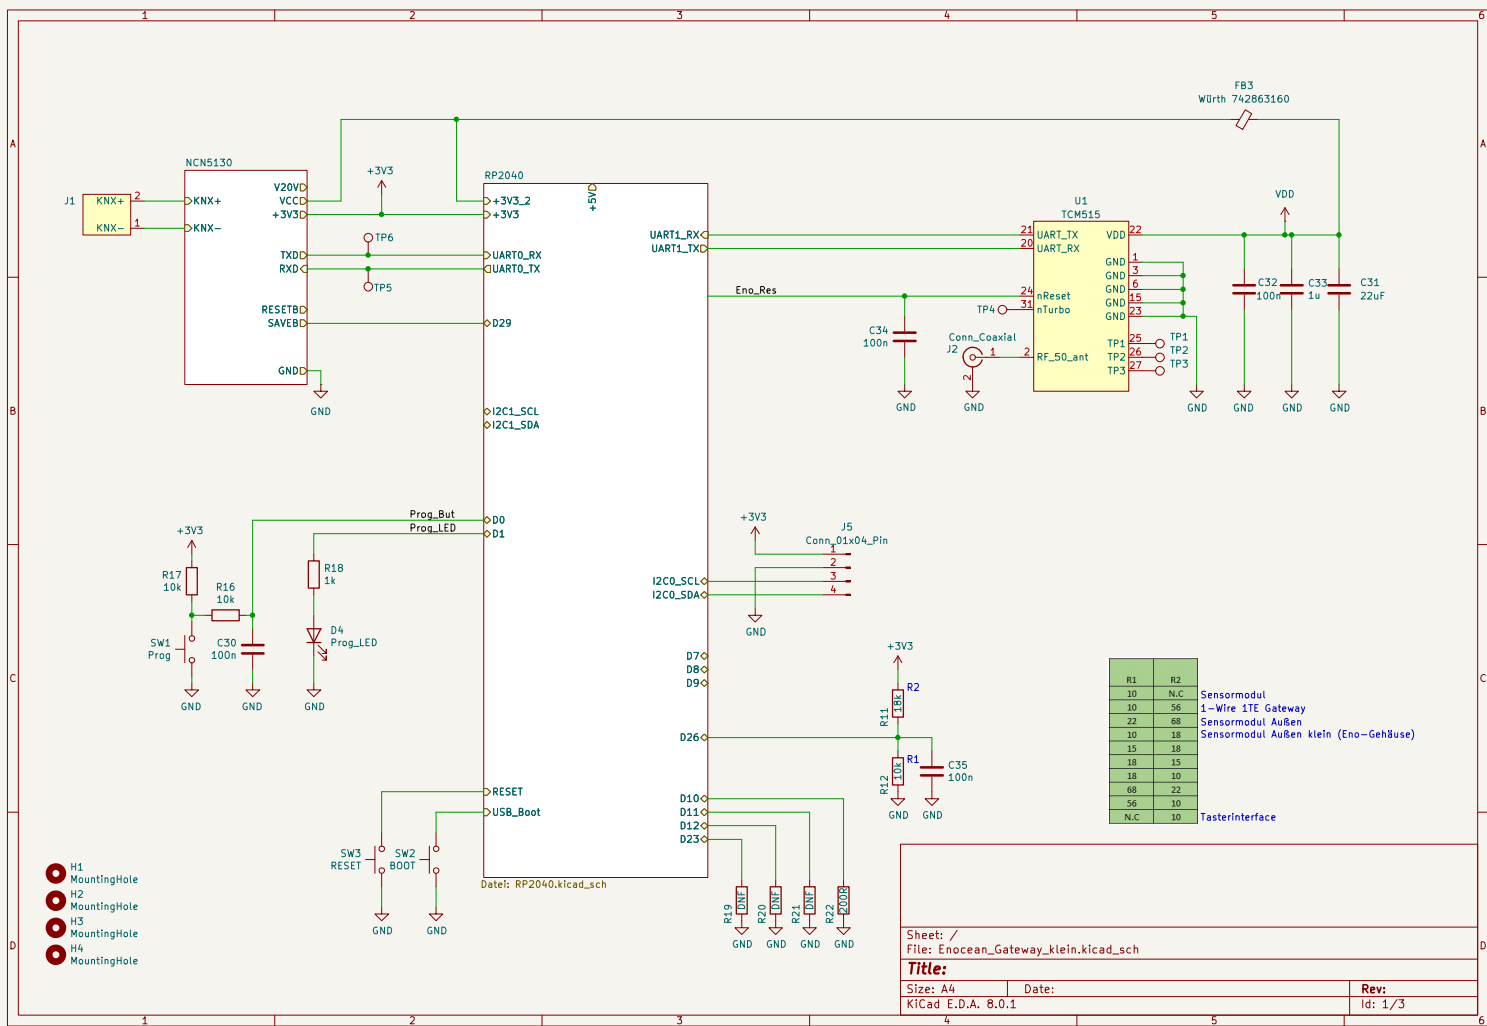 1 2 3 4 5 6
A
B
C
D
FB3
Würth 742863160
NCN5130
J1
KNX+ 2
KNX- 1
KNX+
KNX-
V20V
VCC
+3V3
TXD
RXD
RESETB
SAVEB
GND
GND
+3V3
TP6
TP5
RP2040
+5V
+3V3_2
+3V3
UART0_RX
UART0_TX
D29
I2C1_SCL
I2C1_SDA
D0
D1
RESET
USB_Boot
UART1_RX
UART1_TX
I2C0_SCL
I2C0_SDA
D7
D8
D9
D26
D10
D11
D12
D23
Datei: RP2040.kicad_sch
Eno_Res
C34
100n
GND
TP4
Conn_Coaxial
J2
1
2
GND
U1
TCM515
21 UART_TX
20 UART_RX
24 nReset
31 nTurbo
2 RF_50_ant
VDD 22
GND 1
GND 3
GND 6
GND 15
GND 23
TP1 25 TP1
TP2 26 TP2
TP3 27 TP3
GND
VDD
C32
100n
C33
1u
C31
22uF
GND
GND
GND
Prog_But
Prog_LED
+3V3
R17
10k
R16
10k
SW1
Prog
C30
100n
R18
1k
D4
Prog_LED
GND
GND
GND
+3V3
J5
Conn_01x04_Pin
1
2
3
4
GND
+3V3
R2
R11
18k
R1
R12
10k
C35
100n
GND
GND
SW3
RESET
SW2
BOOT
GND
GND
R19 DNF
R20 DNF
R21 DNF
R22 200R
GND
GND
GND
GND
R1 R2
10 N.C Sensormodul
10 56 1-Wire 1TE Gateway
22 68 Sensormodul Außen
10 18 Sensormodul Außen klein (Eno-Gehäuse)
15 18
18 15
18 10
68 22
56 10
N.C 10 Tasterinterface
H1
MountingHole
H2
MountingHole
H3
MountingHole
H4
MountingHole
Sheet: /
File: Enocean_Gateway_klein.kicad_sch
Title:
Size: A4 Date: Rev:
KiCad E.D.A. 8.0.1 Id: 1/3
A
B
C
D
1 2 3 4 5 6